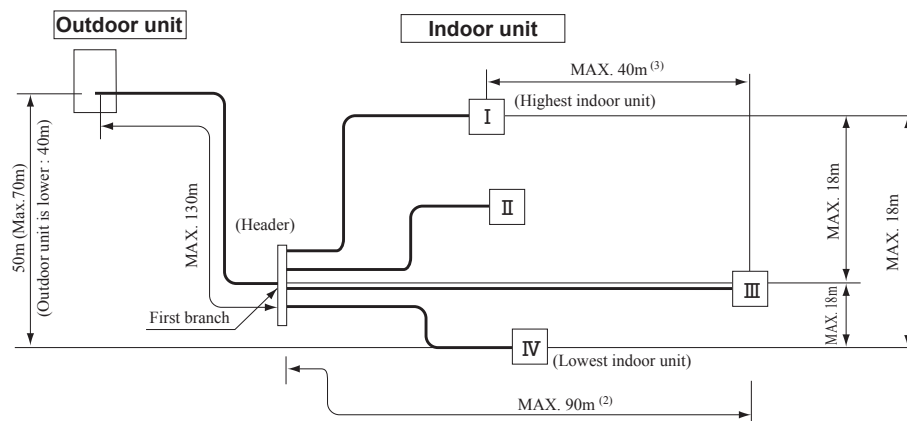 Outdoor unit
Indoor unit
MAX. 40m (3)
(Highest indoor unit)
I
50m (Max.70m)
(Outdoor unit is lower : 40m)
MAX. 130m
(Header)
II
MAX. 18m
MAX. 18m
First branch
III
MAX. 18m
IV
(Lowest indoor unit)
MAX. 90m (2)